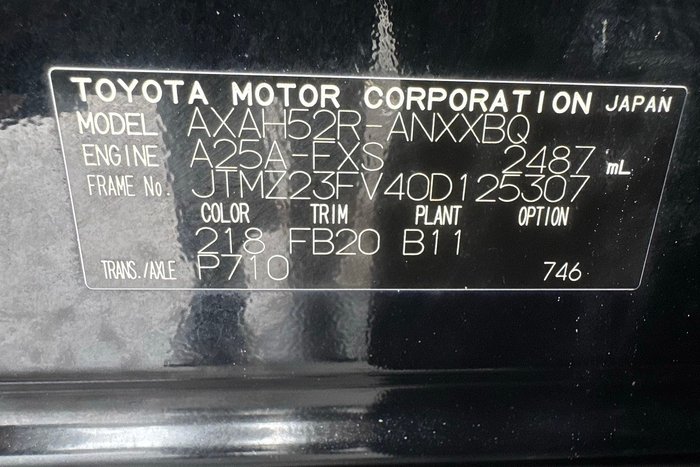 TOYOTA MOTOR CORPORATION JAPAN
MODEL AXAH52R-ANXXBQ
ENGINE A25A-FXS 2487 mL
FRAME No. JTMZ23FV40D125307
COLOR TRIM PLANT OPTION
218 FB20 B11
TRANS./AXLE P710 746